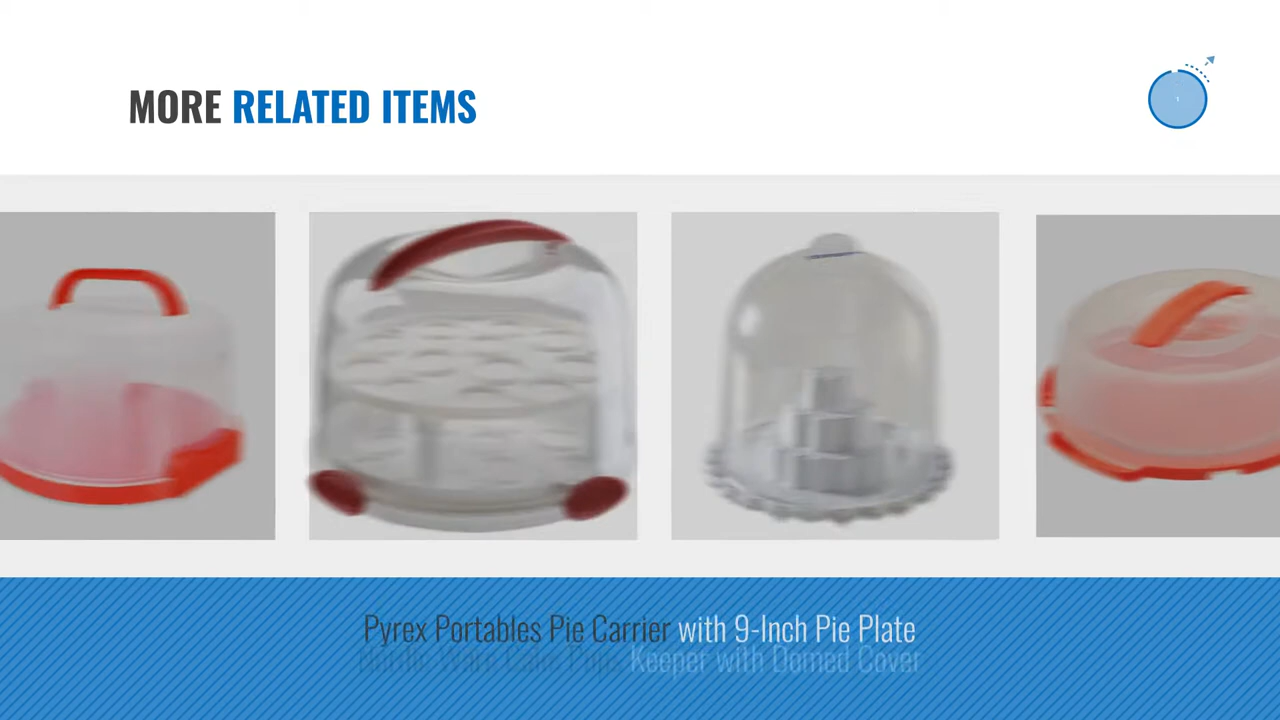 MORE RELATED ITEMS
Pyrex Portables Pie Carrier with 9-Inch Pie Plate
Keeper with Domed Cover